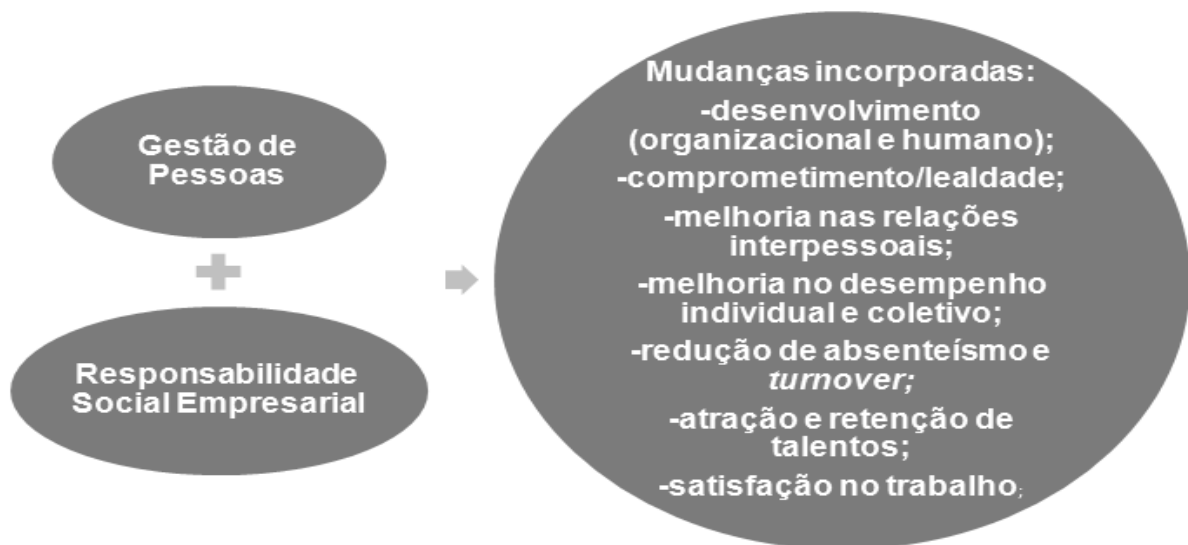 Gestão de
Pessoas
Responsabilidade
Social Empresarial
Mudanças incorporadas:
-desenvolvimento
(organizacional e humano);
-comprometimento/lealdade;
-melhoria nas relações
interpessoais;
-melhoria no desempenho
individual e coletivo;
-redução de absenteísmo e
turnover;
-atração e retenção de
talentos;
-satisfação no trabalho;